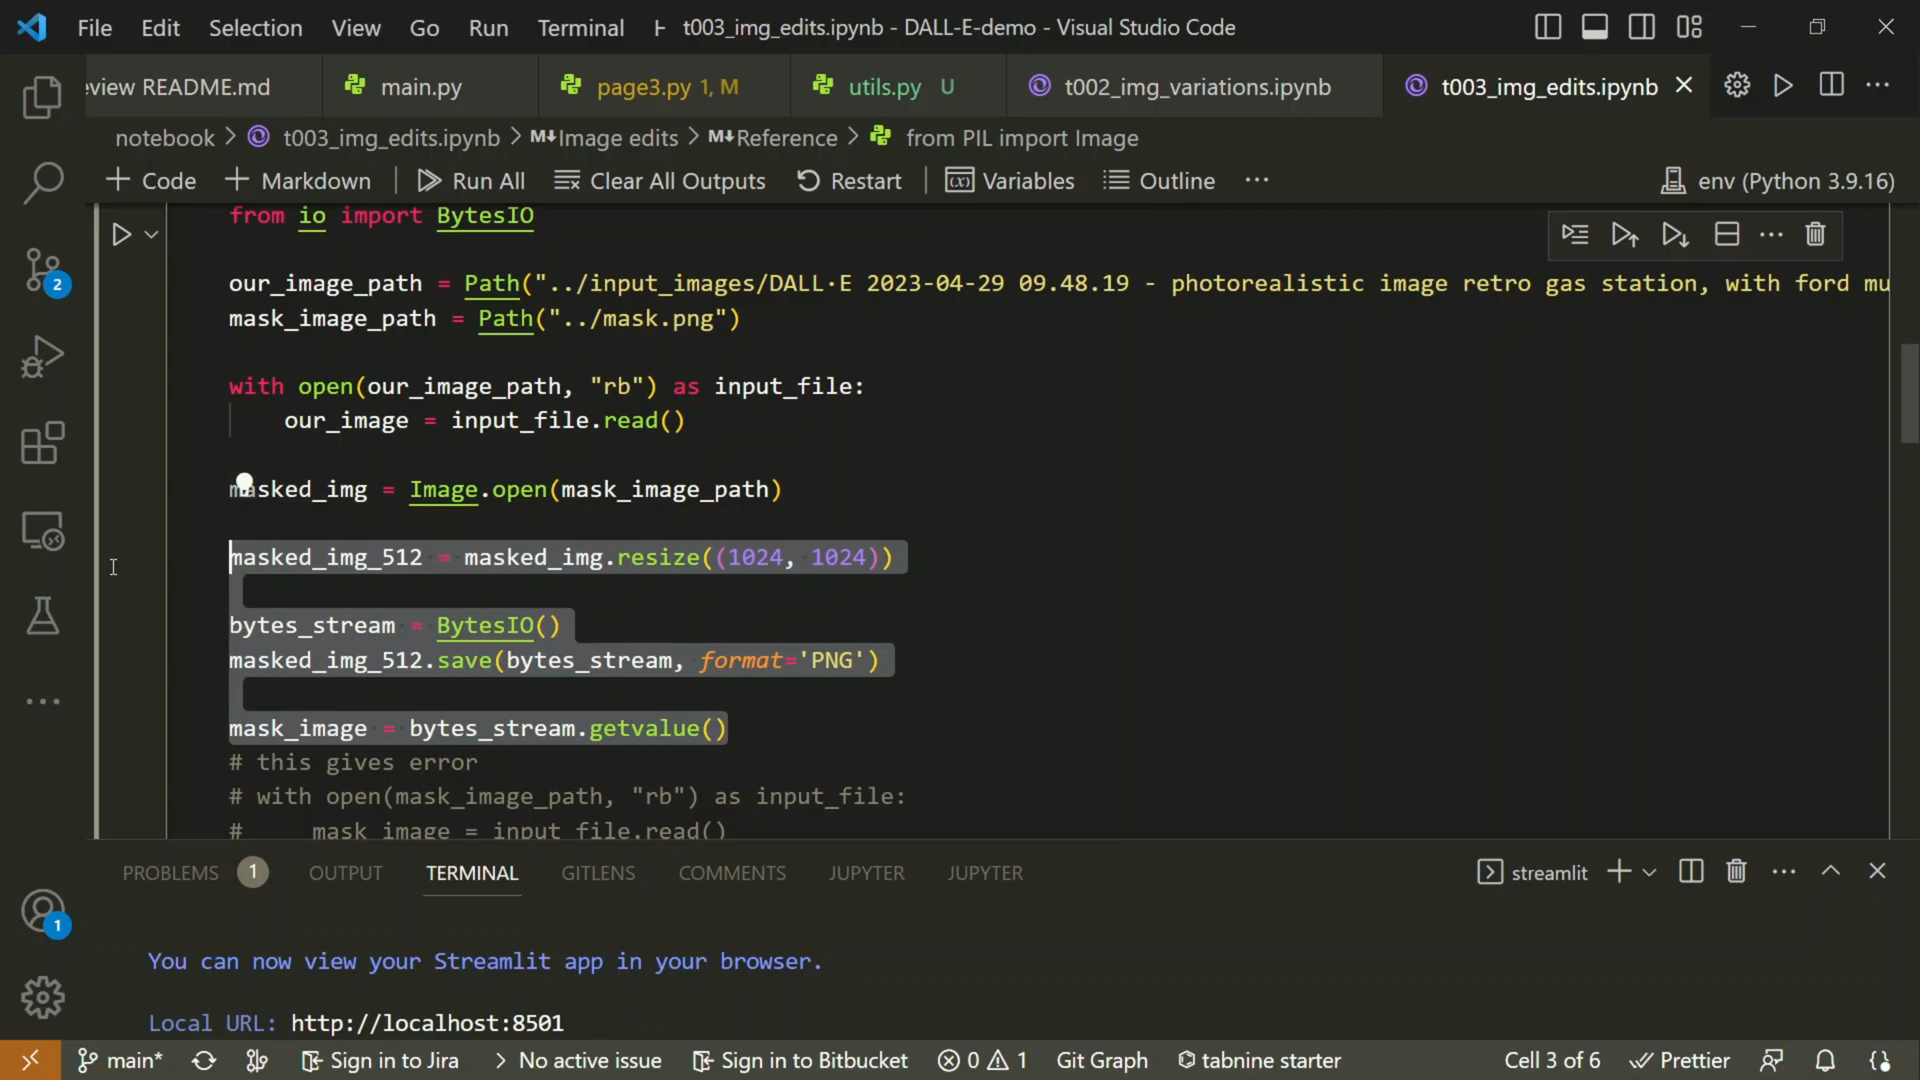 File Edit Selection View Go Run Terminal t003_img_edits.ipynb - DALL-E-demo - Visual Studio Code
eview README.md main.py page3.py 1, M utils.py U t002_img_variations.ipynb t003_img_edits.ipynb
notebook > t003_img_edits.ipynb > M↓Image edits > M↓Reference > from PIL import Image
+ Code + Markdown Run All Clear All Outputs Restart Variables Outline ... env (Python 3.9.16)
from io import BytesIO
our_image_path = Path("../input_images/DALL·E 2023-04-29 09.48.19 - photorealistic image retro gas station, with ford mu
mask_image_path = Path("../mask.png")
with open(our_image_path, "rb") as input_file:
our_image = input_file.read()
masked_img = Image.open(mask_image_path)
masked_img_512 = masked_img.resize((1024, 1024))
bytes_stream = BytesIO()
masked_img_512.save(bytes_stream, format='PNG')
mask_image = bytes_stream.getvalue()
# this gives error
# with open(mask_image_path, "rb") as input_file:
# mask_image = input_file.read()
PROBLEMS 1 OUTPUT TERMINAL GITLENS COMMENTS JUPYTER JUPYTER streamlit
You can now view your Streamlit app in your browser.
Local URL: http://localhost:8501
main* Sign in to Jira > No active issue Sign in to Bitbucket 0 1 Git Graph tabnine starter Cell 3 of 6 Prettier
2
1